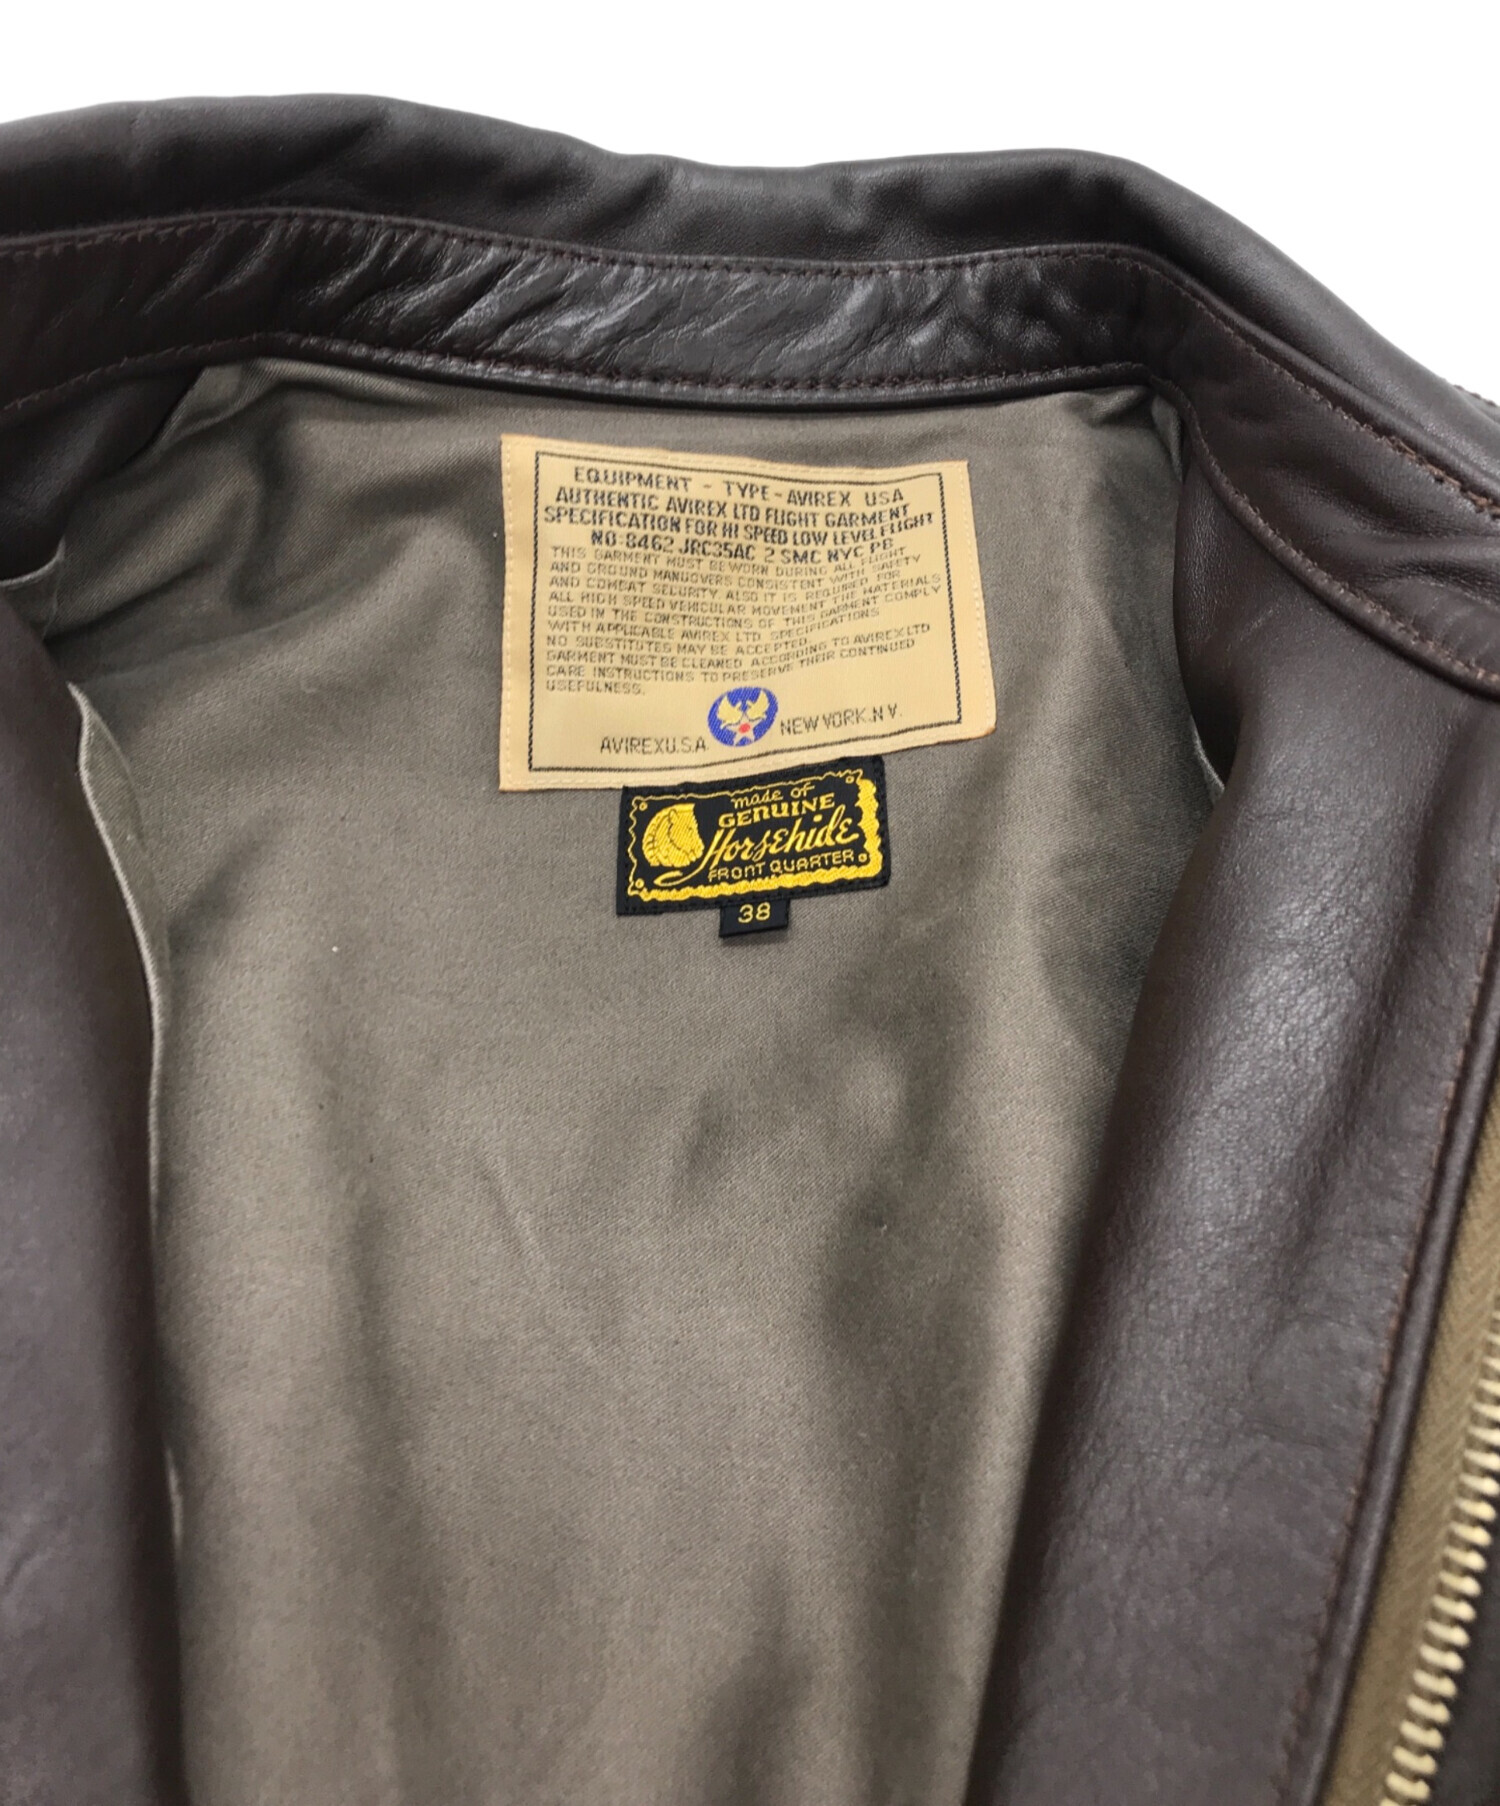 EQUIPMENT - TYPE - AVIREX USA
AUTHENTIC AVIREX LTD FLIGHT GARMENT
SPECIFICATION FOR HI SPEED LOW LEVEL FLIGHT
NO:8462 JRC35AC 2 SMC NYC PB
THIS GARMENT MUST BE WORN DURING ALL FLIGHT
AND GROUND MANUOVERS CONSISTENT WITH SAFETY
AND COMBAT SECURITY. ALSO IT IS REQUIRED FOR
ALL HIGH SPEED VEHICULAR MOVEMENT. THE MATERIALS
USED IN THE CONSTRUCTIONS OF THIS GARMENT COMPLY
WITH APPLICABLE AVIREX LTD. SPECIFICATIONS
NO SUBSTITUTES MAY BE ACCEPTED.
GARMENT MUST BE CLEANED ACCORDING TO AVIREX LTD
CARE INSTRUCTIONS TO PRESERVE THEIR CONTINUED
USEFULNESS.
AVIREX U.S.A. NEW YORK.N Y.
made of
GENUINE
Horsehide
FRONT QUARTER
38